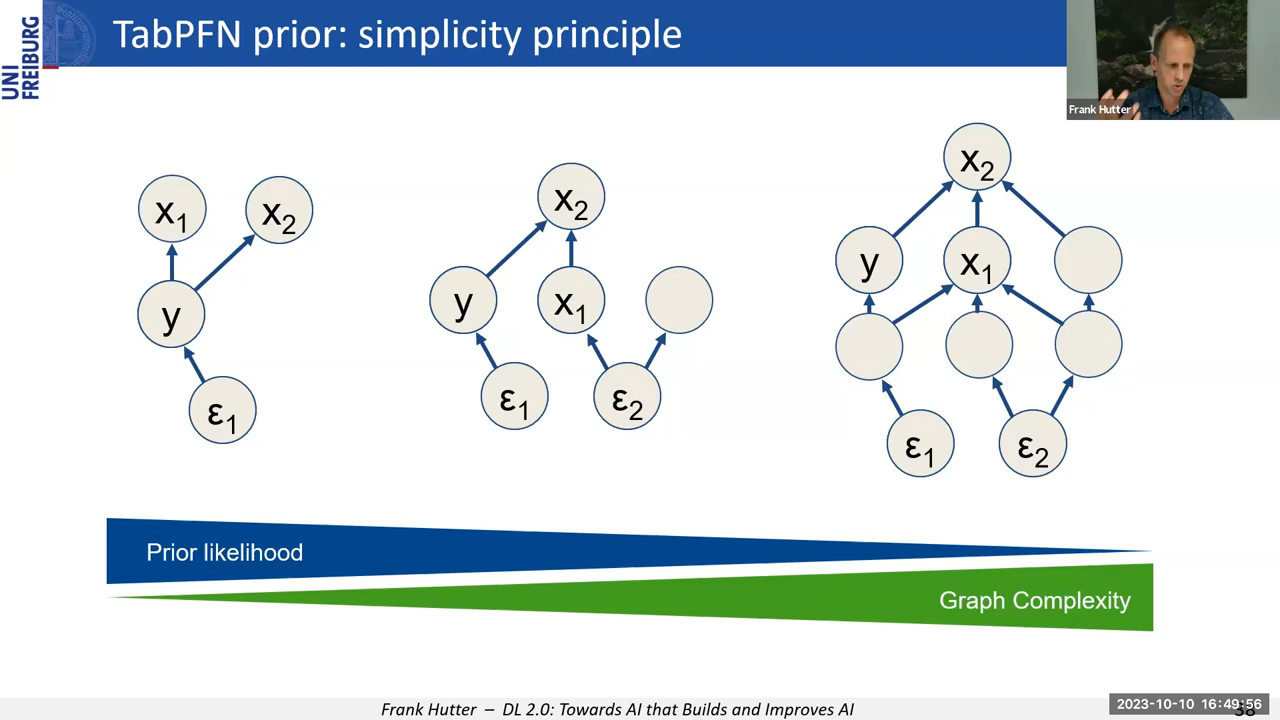 UNI
FREIBURG
TabPFN prior: simplicity principle
Frank Hutter
x1
x2
y
ε1
x2
y
x1
ε1
ε2
x2
y
x1
ε1
ε2
Prior likelihood
Graph Complexity
Frank Hutter – DL 2.0: Towards AI that Builds and Improves AI
2023-10-10 16:49:56